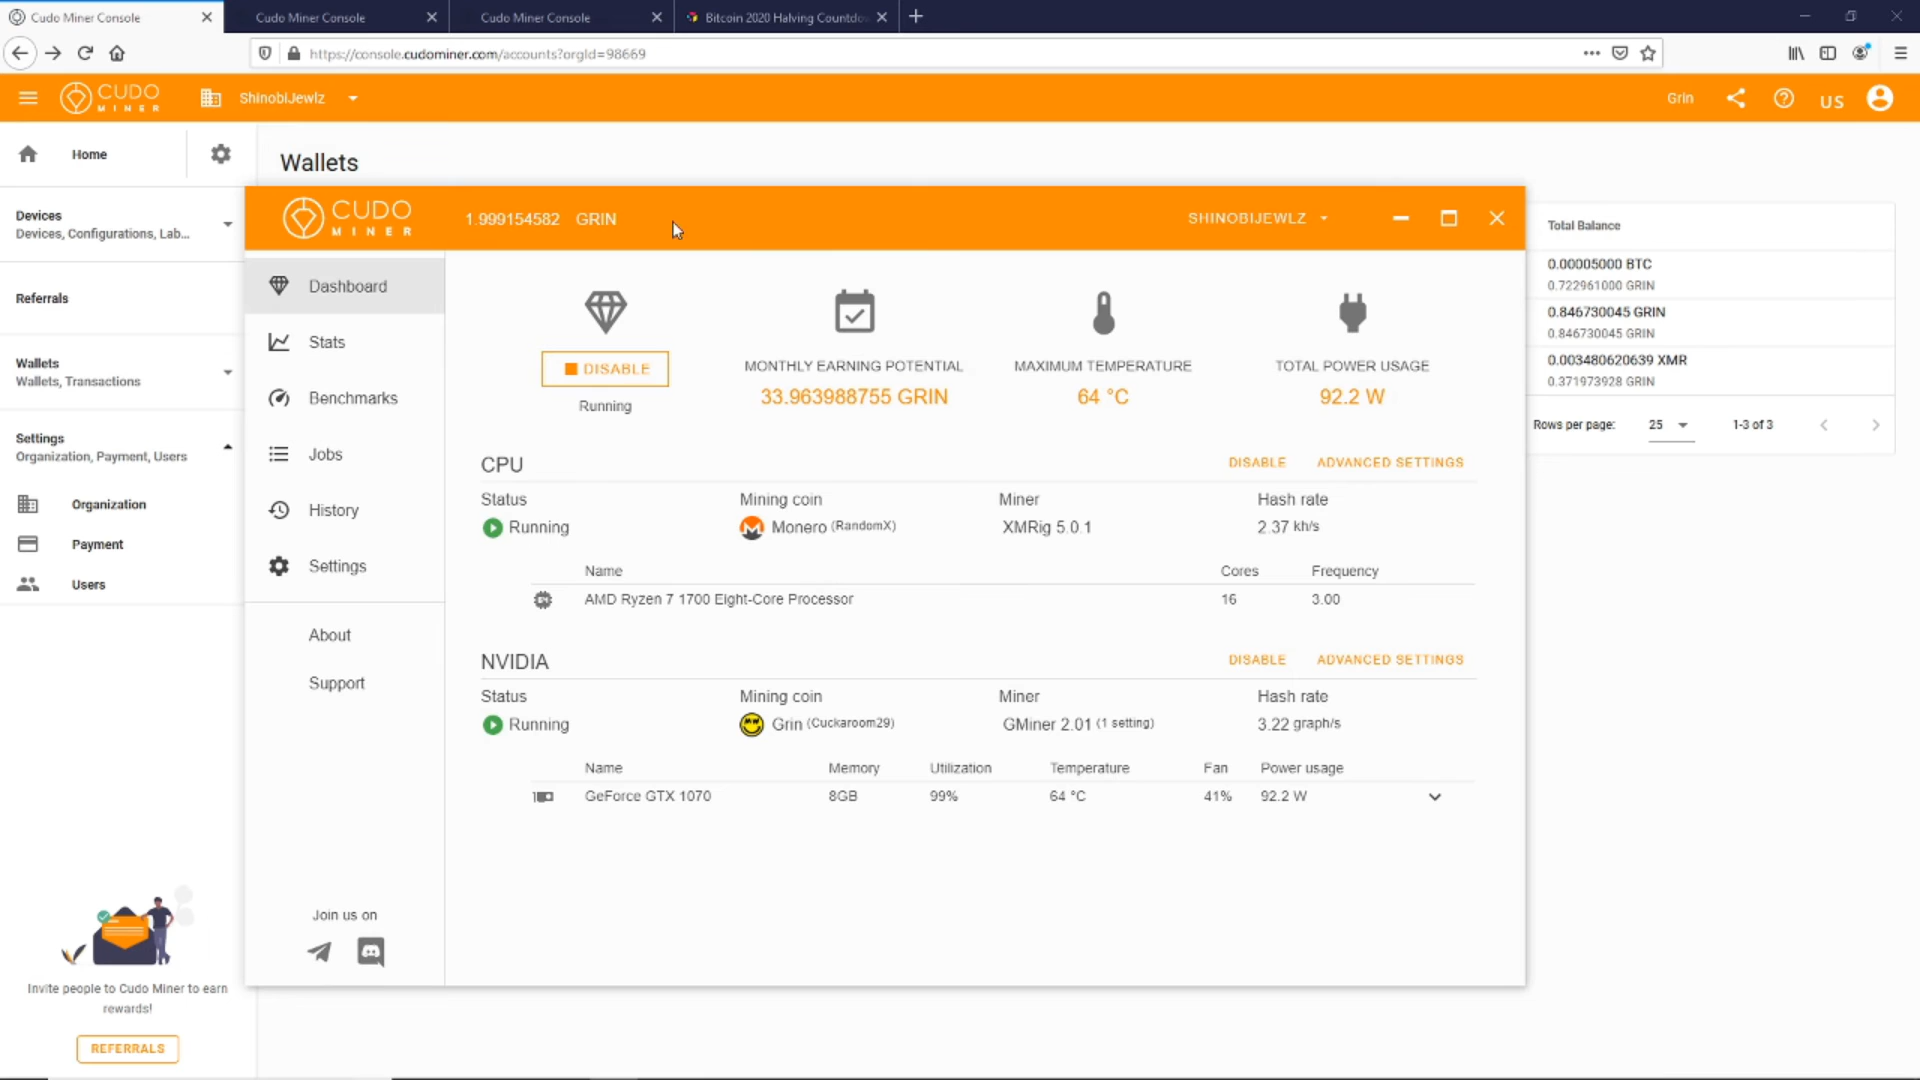 Cudo Miner Console
Cudo Miner Console
Cudo Miner Console
Bitcoin 2020 Halving Countdo
https://console.cudominer.com/accounts?orgId=98669
CUDO MINER
ShinobiJewlz
Grin
US
Home
Wallets
Devices
Devices, Configurations, Lab...
Referrals
Wallets
Wallets, Transactions
Settings
Organization, Payment, Users
Organization
Payment
Users
Invite people to Cudo Miner to earn
rewards!
REFERRALS
CUDO MINER
1.999154582 GRIN
SHINOBIJEWLZ
Dashboard
Stats
Benchmarks
Jobs
History
Settings
About
Support
Join us on
DISABLE
Running
MONTHLY EARNING POTENTIAL
33.963988755 GRIN
MAXIMUM TEMPERATURE
64 °C
TOTAL POWER USAGE
92.2 W
CPU
DISABLE ADVANCED SETTINGS
Status Mining coin Miner Hash rate
Running Monero (RandomX) XMRig 5.0.1 2.37 kh/s
Name Cores Frequency
AMD Ryzen 7 1700 Eight-Core Processor 16 3.00
NVIDIA
DISABLE ADVANCED SETTINGS
Status Mining coin Miner Hash rate
Running Grin (Cuckaroom29) GMiner 2.01 (1 setting) 3.22 graph/s
Name Memory Utilization Temperature Fan Power usage
GeForce GTX 1070 8GB 99% 64 °C 41% 92.2 W
Total Balance
0.00005000 BTC
0.722961000 GRIN
0.846730045 GRIN
0.846730045 GRIN
0.003480620639 XMR
0.371973928 GRIN
Rows per page: 25 1-3 of 3